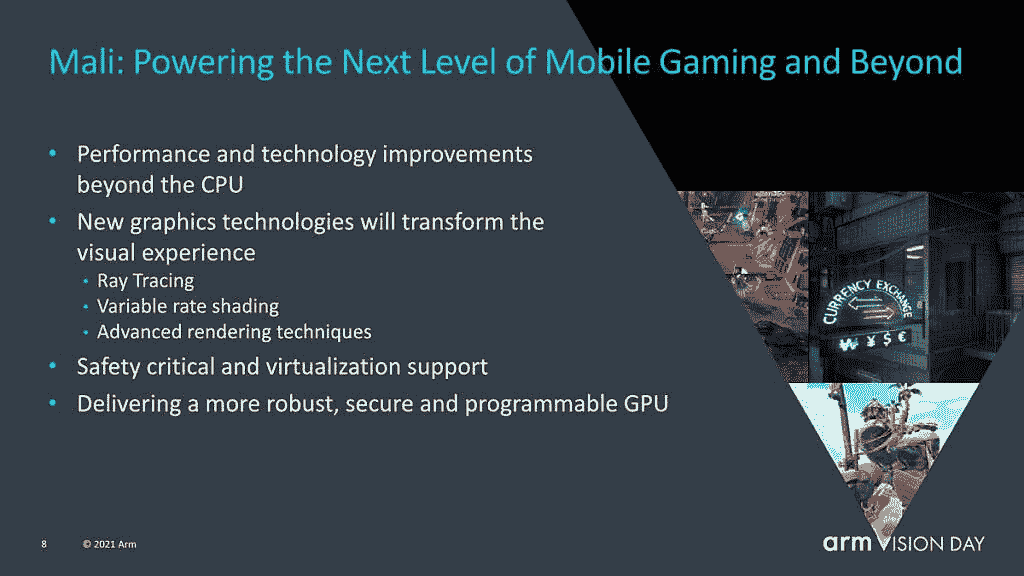 Mali: Powering the Next Level of Mobile Gaming and Beyond
• Performance and technology improvements
beyond the CPU
• New graphics technologies will transform the
visual experience
• Ray Tracing
• Variable rate shading
• Advanced rendering techniques
• Safety critical and virtualization support
• Delivering a more robust, secure and programmable GPU
CURRENCY EXCHANGE
₩ ¥ $ €
8 © 2021 Arm
arm VISION DAY